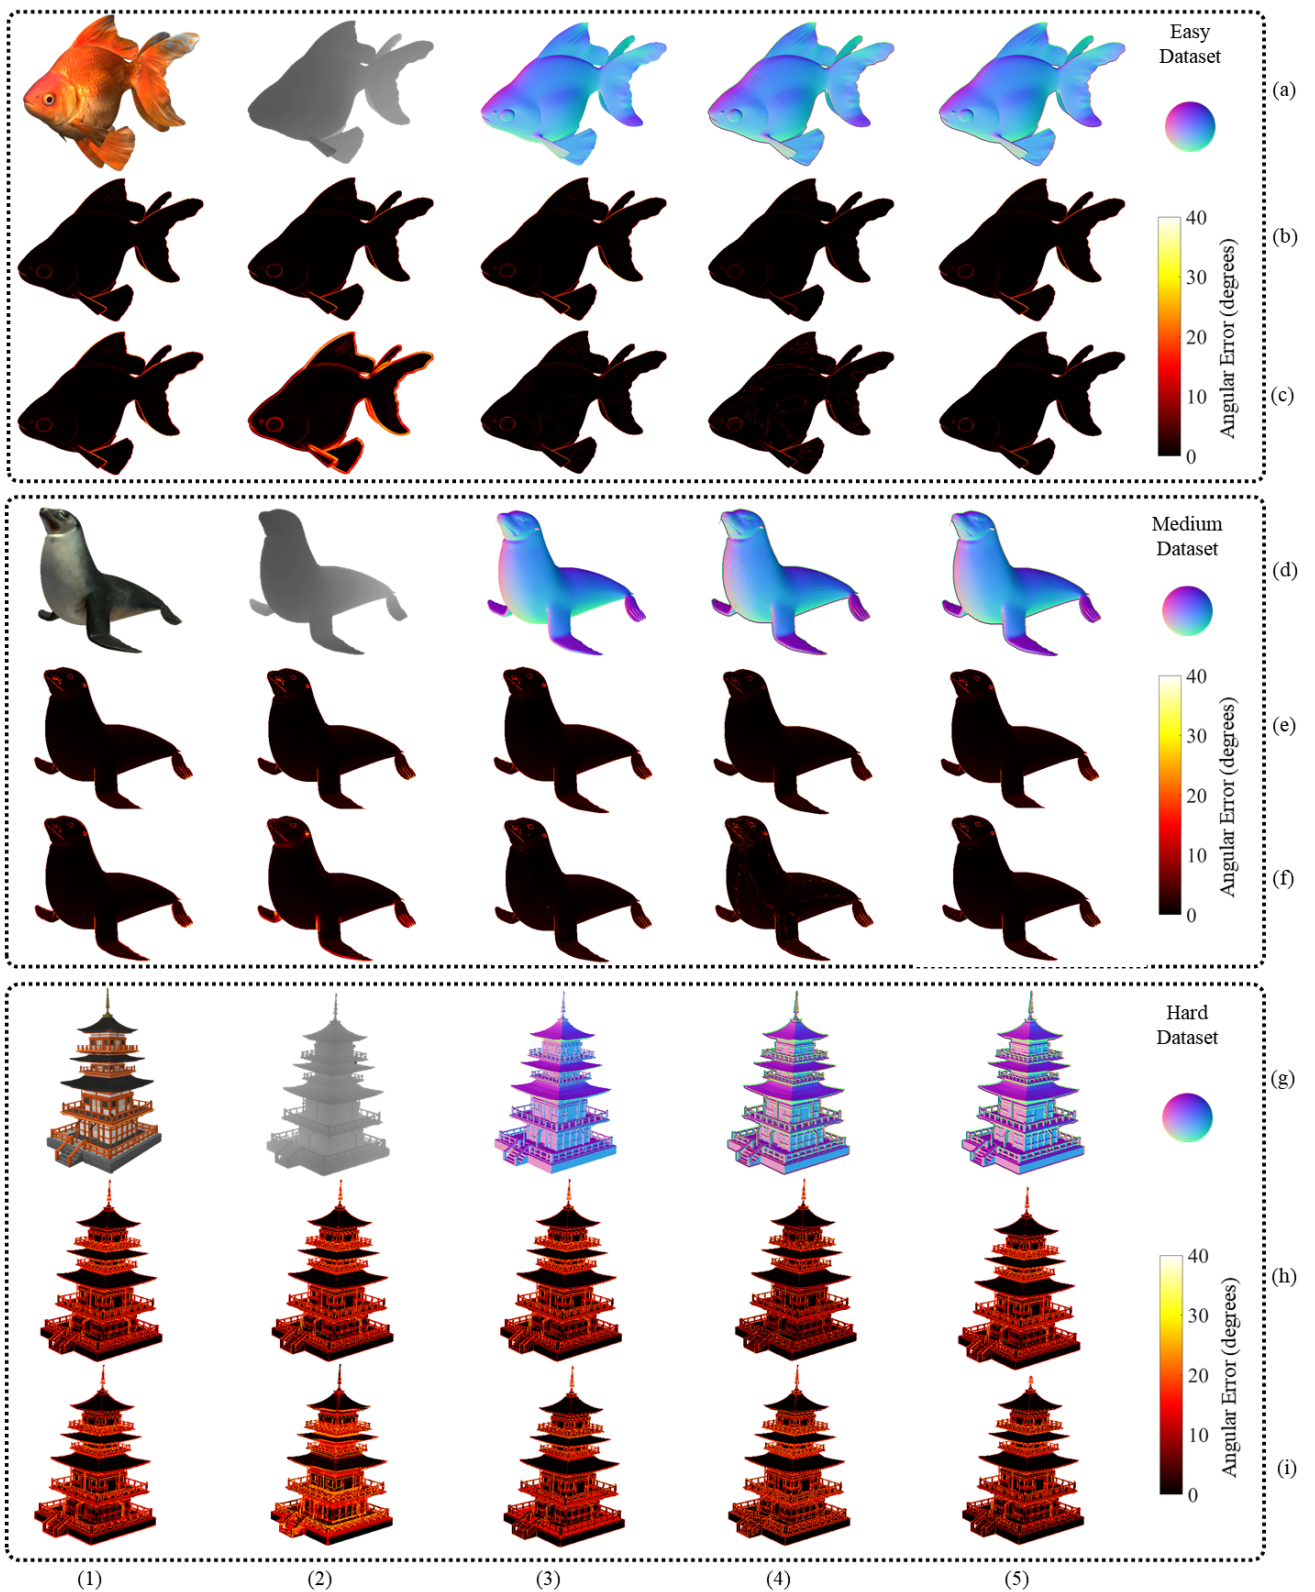 Easy
Dataset
(a)
40
30
20
10
0
Angular Error (degrees)
(b)
(c)
Medium
Dataset
(d)
40
30
20
10
0
Angular Error (degrees)
(e)
(f)
Hard
Dataset
(g)
40
30
20
10
0
Angular Error (degrees)
(h)
(i)
(1) (2) (3) (4) (5)